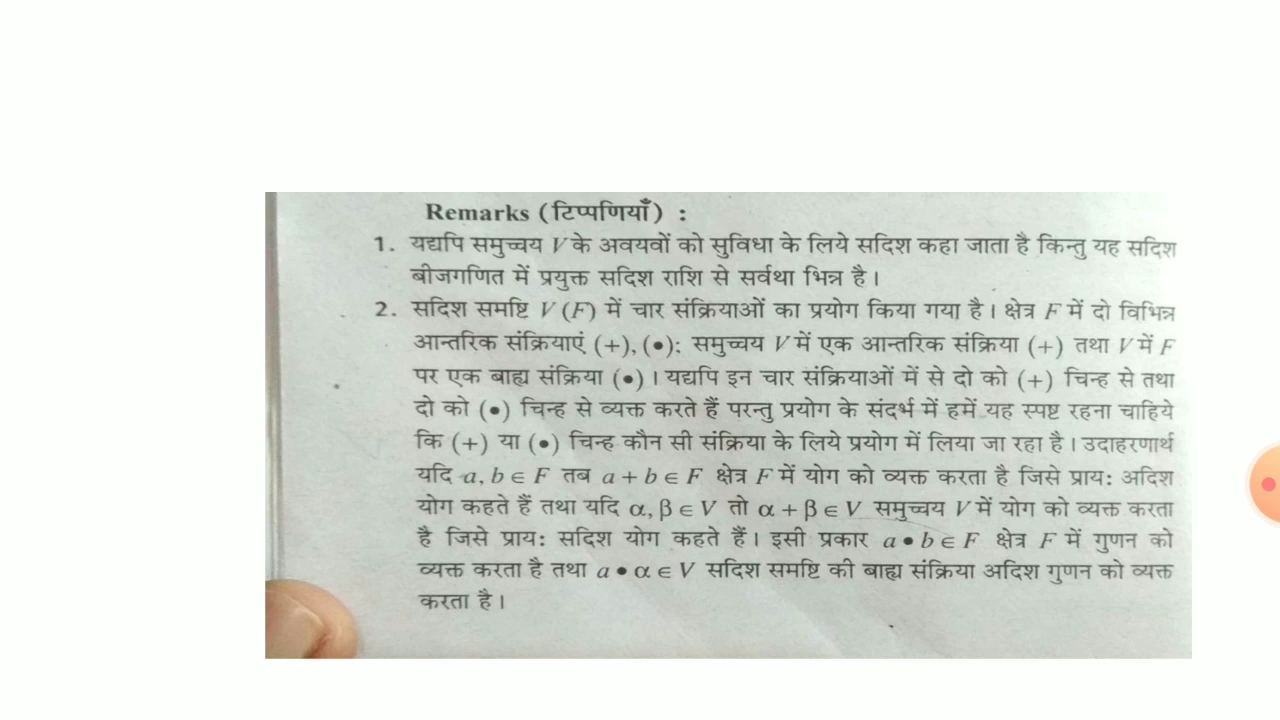 Remarks (टिप्पणियाँ) :
1. यद्यपि समुच्चय V के अवयवों को सुविधा के लिये सदिश कहा जाता है किन्तु यह सदिश
बीजगणित में प्रयुक्त सदिश राशि से सर्वथा भिन्न है।
2. सदिश समष्टि V (F) में चार संक्रियाओं का प्रयोग किया गया है। क्षेत्र F में दो विभिन्न
आन्तरिक संक्रियाएं (+), (•); समुच्चय V में एक आन्तरिक संक्रिया (+) तथा V में F
पर एक बाह्य संक्रिया (•) । यद्यपि इन चार संक्रियाओं में से दो को (+) चिन्ह से तथा
दो को (•) चिन्ह से व्यक्त करते हैं परन्तु प्रयोग के संदर्भ में हमें यह स्पष्ट रहना चाहिये
कि (+) या (•) चिन्ह कौन सी संक्रिया के लिये प्रयोग में लिया जा रहा है। उदाहरणार्थ
यदि a, b ∈ F तब a + b ∈ F क्षेत्र F में योग को व्यक्त करता है जिसे प्राय: अदिश
योग कहते हैं तथा यदि α, β ∈ V तो α + β ∈ V समुच्चय V में योग को व्यक्त करता
है जिसे प्राय: सदिश योग कहते हैं। इसी प्रकार a • b ∈ F क्षेत्र F में गुणन को
व्यक्त करता है तथा a • α ∈ V सदिश समष्टि की बाह्य संक्रिया अदिश गुणन को व्यक्त
करता है।